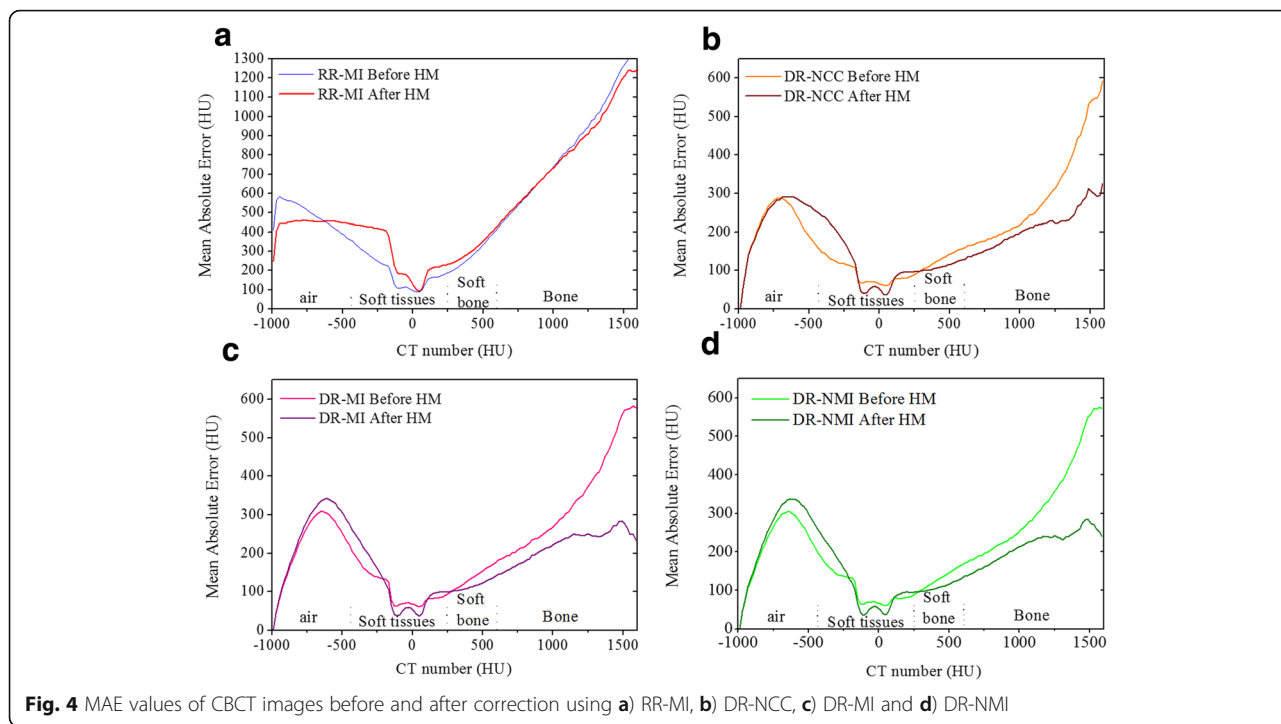 a
RR-MI Before HM
RR-MI After HM
Mean Absolute Error (HU)
1300
1200
1100
1000
900
800
700
600
500
400
300
200
100
0
air
Soft tissues
Soft
bone
Bone
-1000 -500 0 500 1000 1500
CT number (HU)
b
DR-NCC Before HM
DR-NCC After HM
Mean Absolute Error (HU)
600
500
400
300
200
100
0
air
Soft tissues
Soft
bone
Bone
-1000 -500 0 500 1000 1500
CT number (HU)
c
DR-MI Before HM
DR-MI After HM
Mean Absolute Error (HU)
600
500
400
300
200
100
0
air
Soft tissues
Soft
bone
Bone
-1000 -500 0 500 1000 1500
CT number (HU)
d
DR-NMI Before HM
DR-NMI After HM
Mean Absolute Error (HU)
600
500
400
300
200
100
0
air
Soft tissues
Soft
bone
Bone
-1000 -500 0 500 1000 1500
CT number (HU)
Fig. 4 MAE values of CBCT images before and after correction using a) RR-MI, b) DR-NCC, c) DR-MI and d) DR-NMI